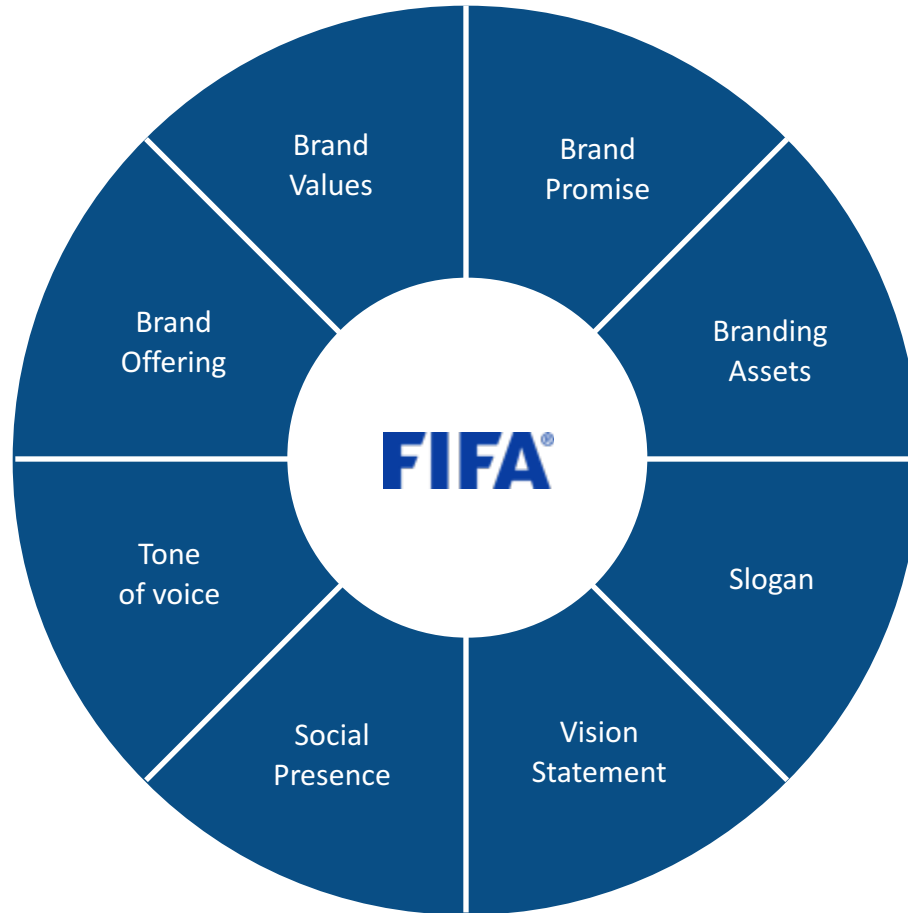 Brand
Values
Brand
Promise
Brand
Offering
Branding
Assets
FIFA®
Tone
of voice
Slogan
Social
Presence
Vision
Statement